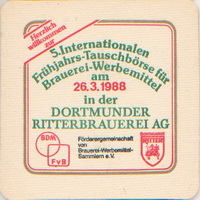 Herzlich
willkommen
zur
5. Internationalen
Frühjahrs-Tauschbörse für
Brauerei-Werbemittel
am
26.3.1988
in der
DORTMUNDER
RITTERBRAUEREI AG
BDM
FvB
Fördergemeinschaft
von
Brauerei-Werbemittel-
Sammlern e.V.
RITTER